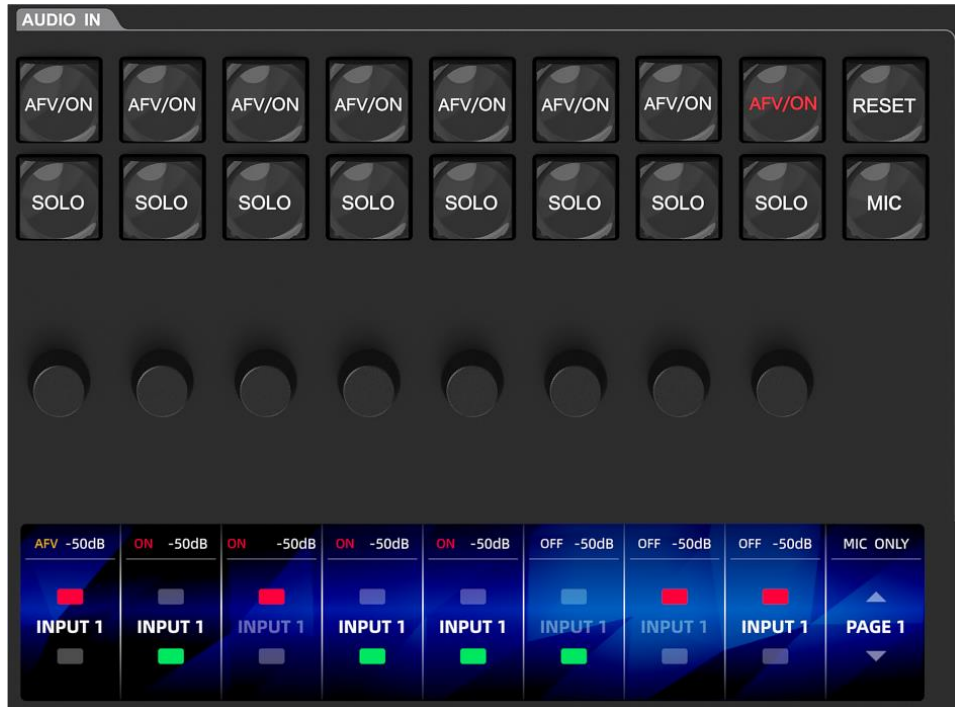 AUDIO IN
AFV/ON AFV/ON AFV/ON AFV/ON AFV/ON AFV/ON AFV/ON AFV/ON RESET
SOLO SOLO SOLO SOLO SOLO SOLO SOLO SOLO MIC
AFV -50dB ON -50dB ON -50dB ON -50dB ON -50dB OFF -50dB OFF -50dB OFF -50dB MIC ONLY
INPUT 1 INPUT 1 INPUT 1 INPUT 1 INPUT 1 INPUT 1 INPUT 1 INPUT 1 PAGE 1